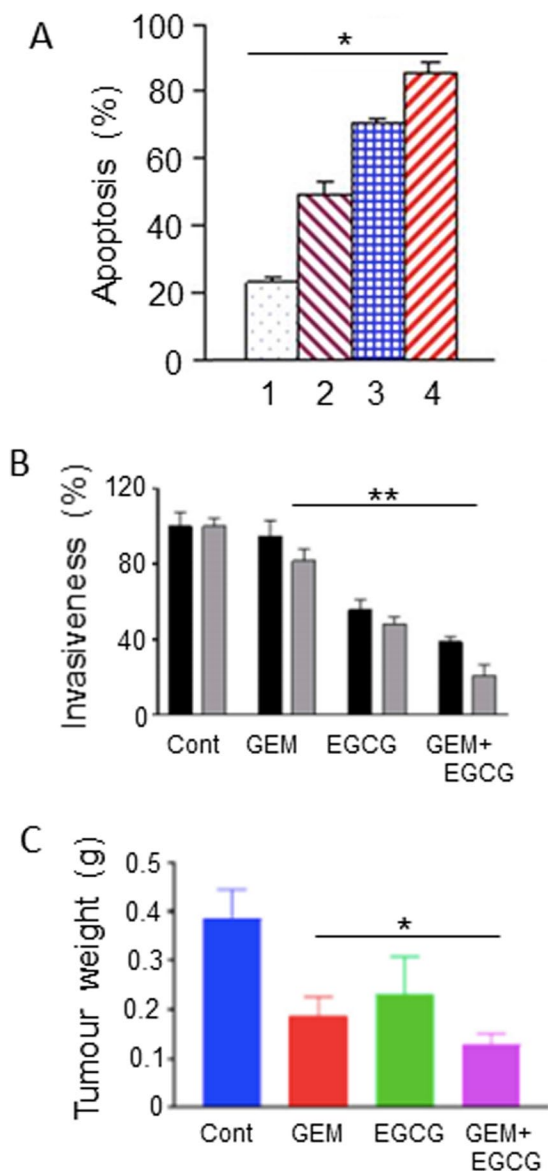 A
Apoptosis (%)
100
80
60
40
20
0
*
1 2 3 4
B
Invasiveness (%)
120
80
40
0
**
Cont GEM EGCG GEM+
EGCG
C
Tumour weight (g)
0.5
0.4
0.3
0.2
0.1
0
*
Cont GEM EGCG GEM+
EGCG